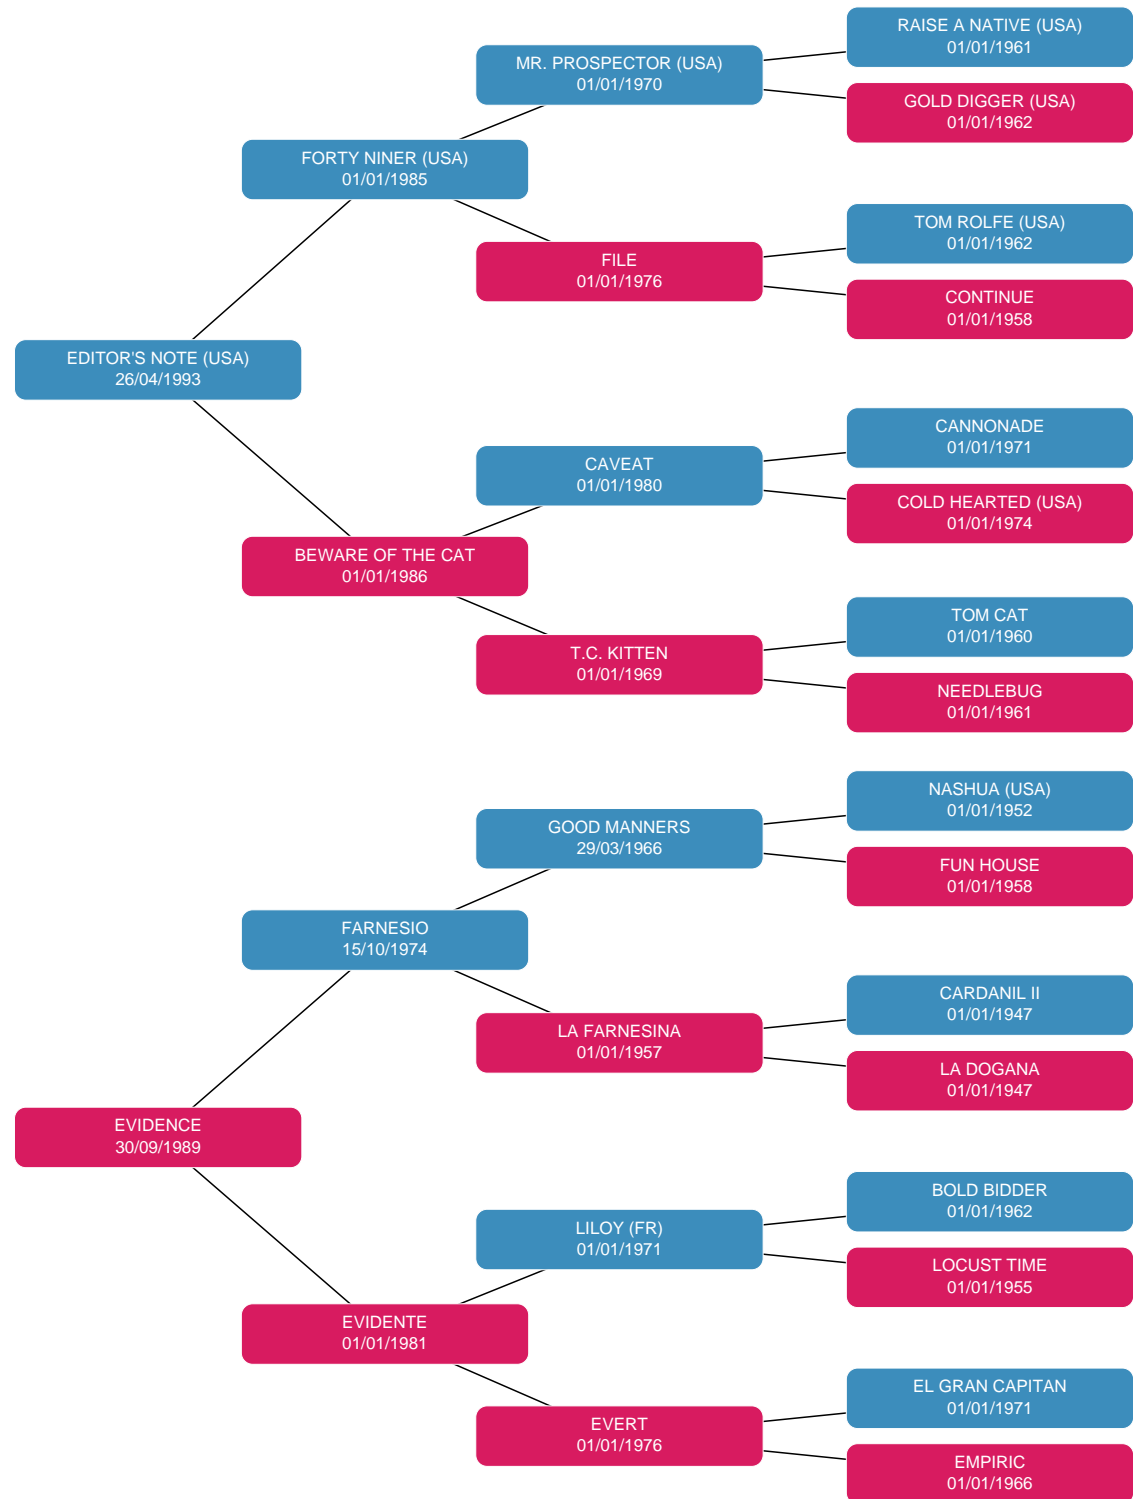 RAISE A NATIVE (USA)
01/01/1961
MR. PROSPECTOR (USA)
01/01/1970
GOLD DIGGER (USA)
01/01/1962
FORTY NINER (USA)
01/01/1985
TOM ROLFE (USA)
01/01/1962
FILE
01/01/1976
CONTINUE
01/01/1958
EDITOR'S NOTE (USA)
26/04/1993
CANNONADE
01/01/1971
CAVEAT
01/01/1980
COLD HEARTED (USA)
01/01/1974
BEWARE OF THE CAT
01/01/1986
TOM CAT
01/01/1960
T.C. KITTEN
01/01/1969
NEEDLEBUG
01/01/1961
NASHUA (USA)
01/01/1952
GOOD MANNERS
29/03/1966
FUN HOUSE
01/01/1958
FARNESIO
15/10/1974
CARDANIL II
01/01/1947
LA FARNESINA
01/01/1957
LA DOGANA
01/01/1947
EVIDENCE
30/09/1989
BOLD BIDDER
01/01/1962
LILOY (FR)
01/01/1971
LOCUST TIME
01/01/1955
EVIDENTE
01/01/1981
EL GRAN CAPITAN
01/01/1971
EVERT
01/01/1976
EMPIRIC
01/01/1966